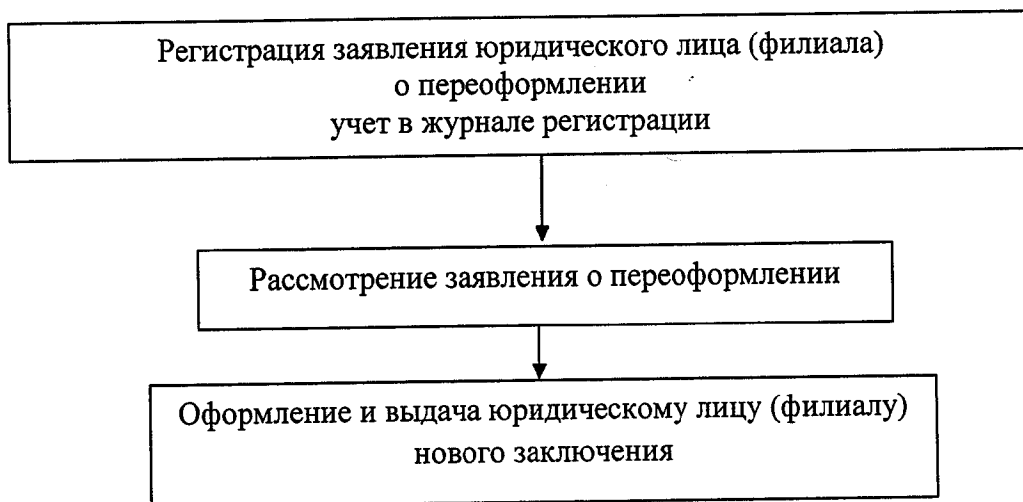 Регистрация заявления юридического лица (филиала)
о переоформлении
учет в журнале регистрации
Рассмотрение заявления о переоформлении
Оформление и выдача юридическому лицу (филиалу)
нового заключения